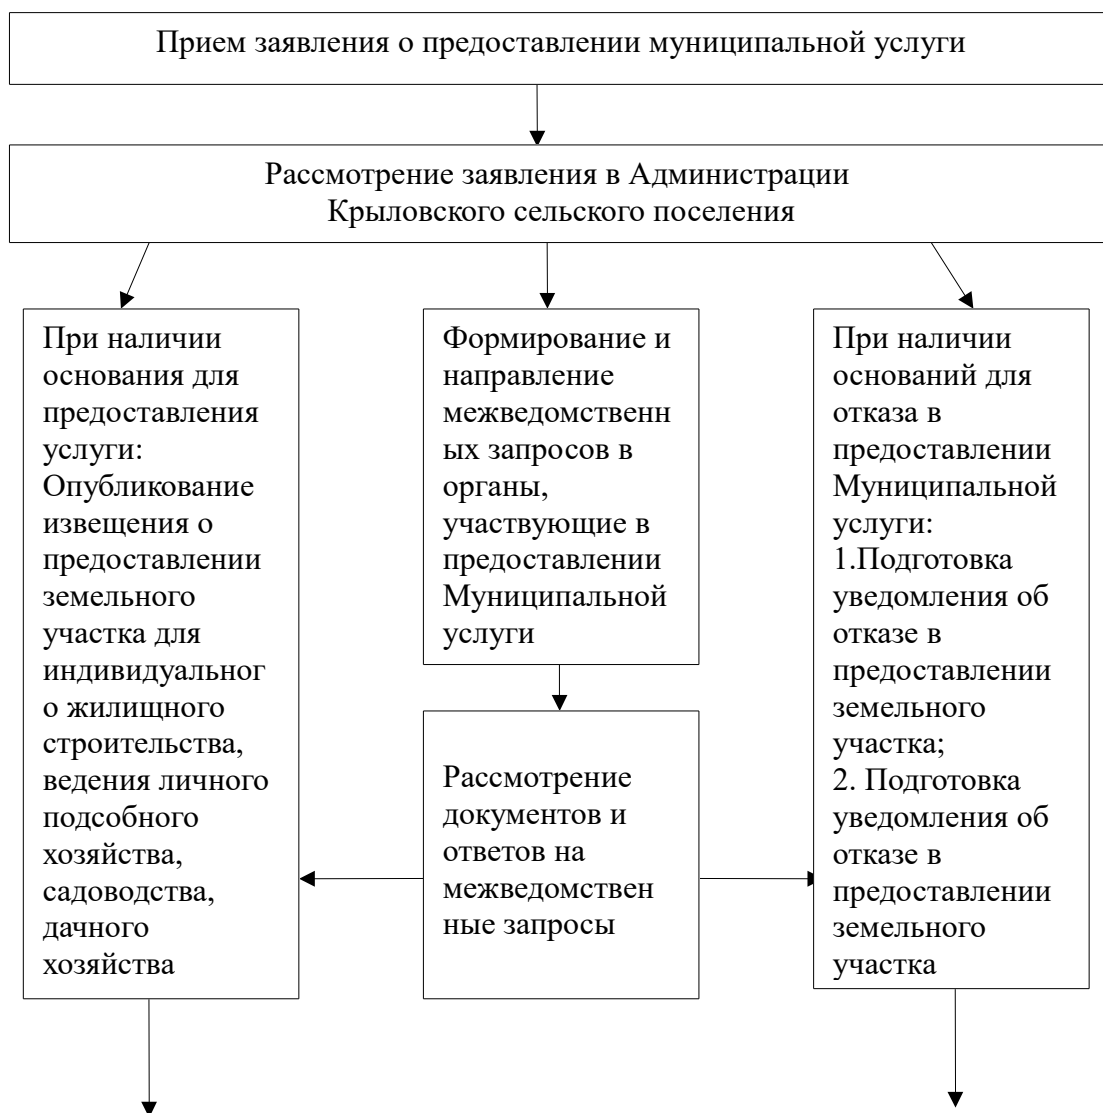 Прием заявления о предоставлении муниципальной услуги
Рассмотрение заявления в Администрации
Крыловского сельского поселения
При наличии
основания для
предоставления
услуги:
Опубликование
извещения о
предоставлении
земельного
участка для
индивидуальног
о жилищного
строительства,
ведения личного
подсобного
хозяйства,
садоводства,
дачного
хозяйства
Формирование и
направление
межведомственн
ых запросов в
органы,
участвующие в
предоставлении
Муниципальной
услуги
Рассмотрение
документов и
ответов на
межведомствен
ные запросы
При наличии
оснований для
отказа в
предоставлении
Муниципальной
услуги:
1.Подготовка
уведомления об
отказе в
предоставлении
земельного
участка;
2. Подготовка
уведомления об
отказе в
предоставлении
земельного
участка